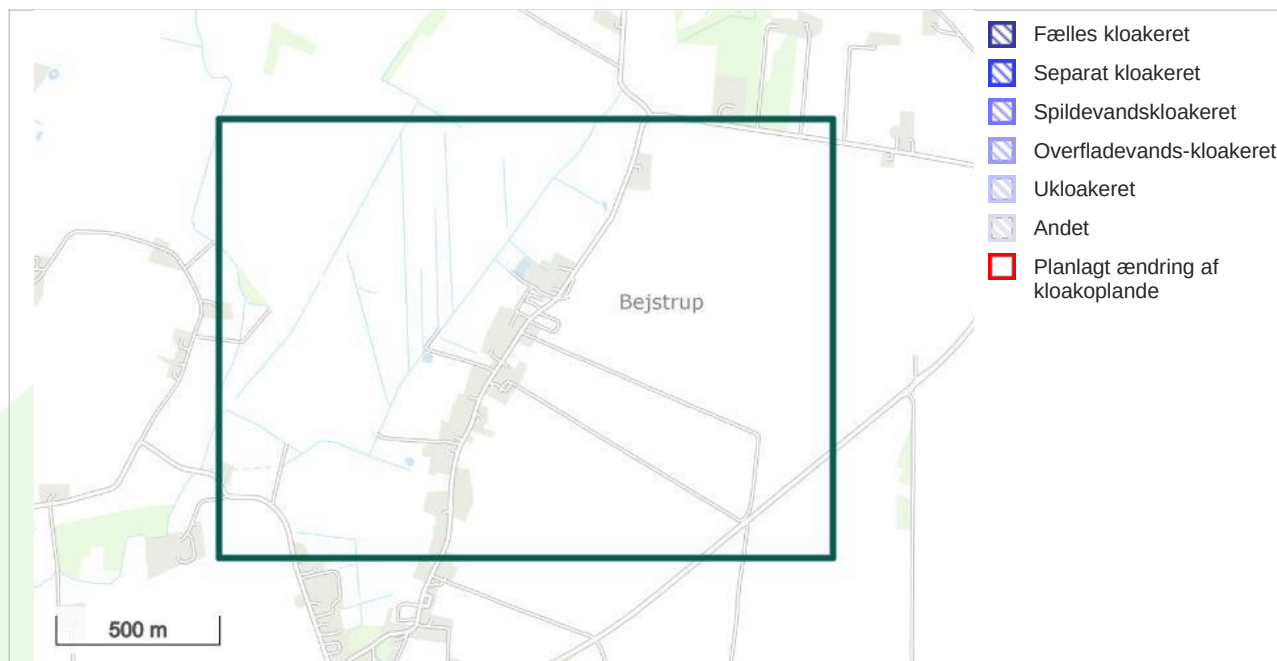 Fælles kloakeret
Separat kloakeret
Spildevandskloakeret
Overfladevands-kloakeret
Ukloakeret
Andet
Planlagt ændring af
kloakoplande
Bejstrup
500 m